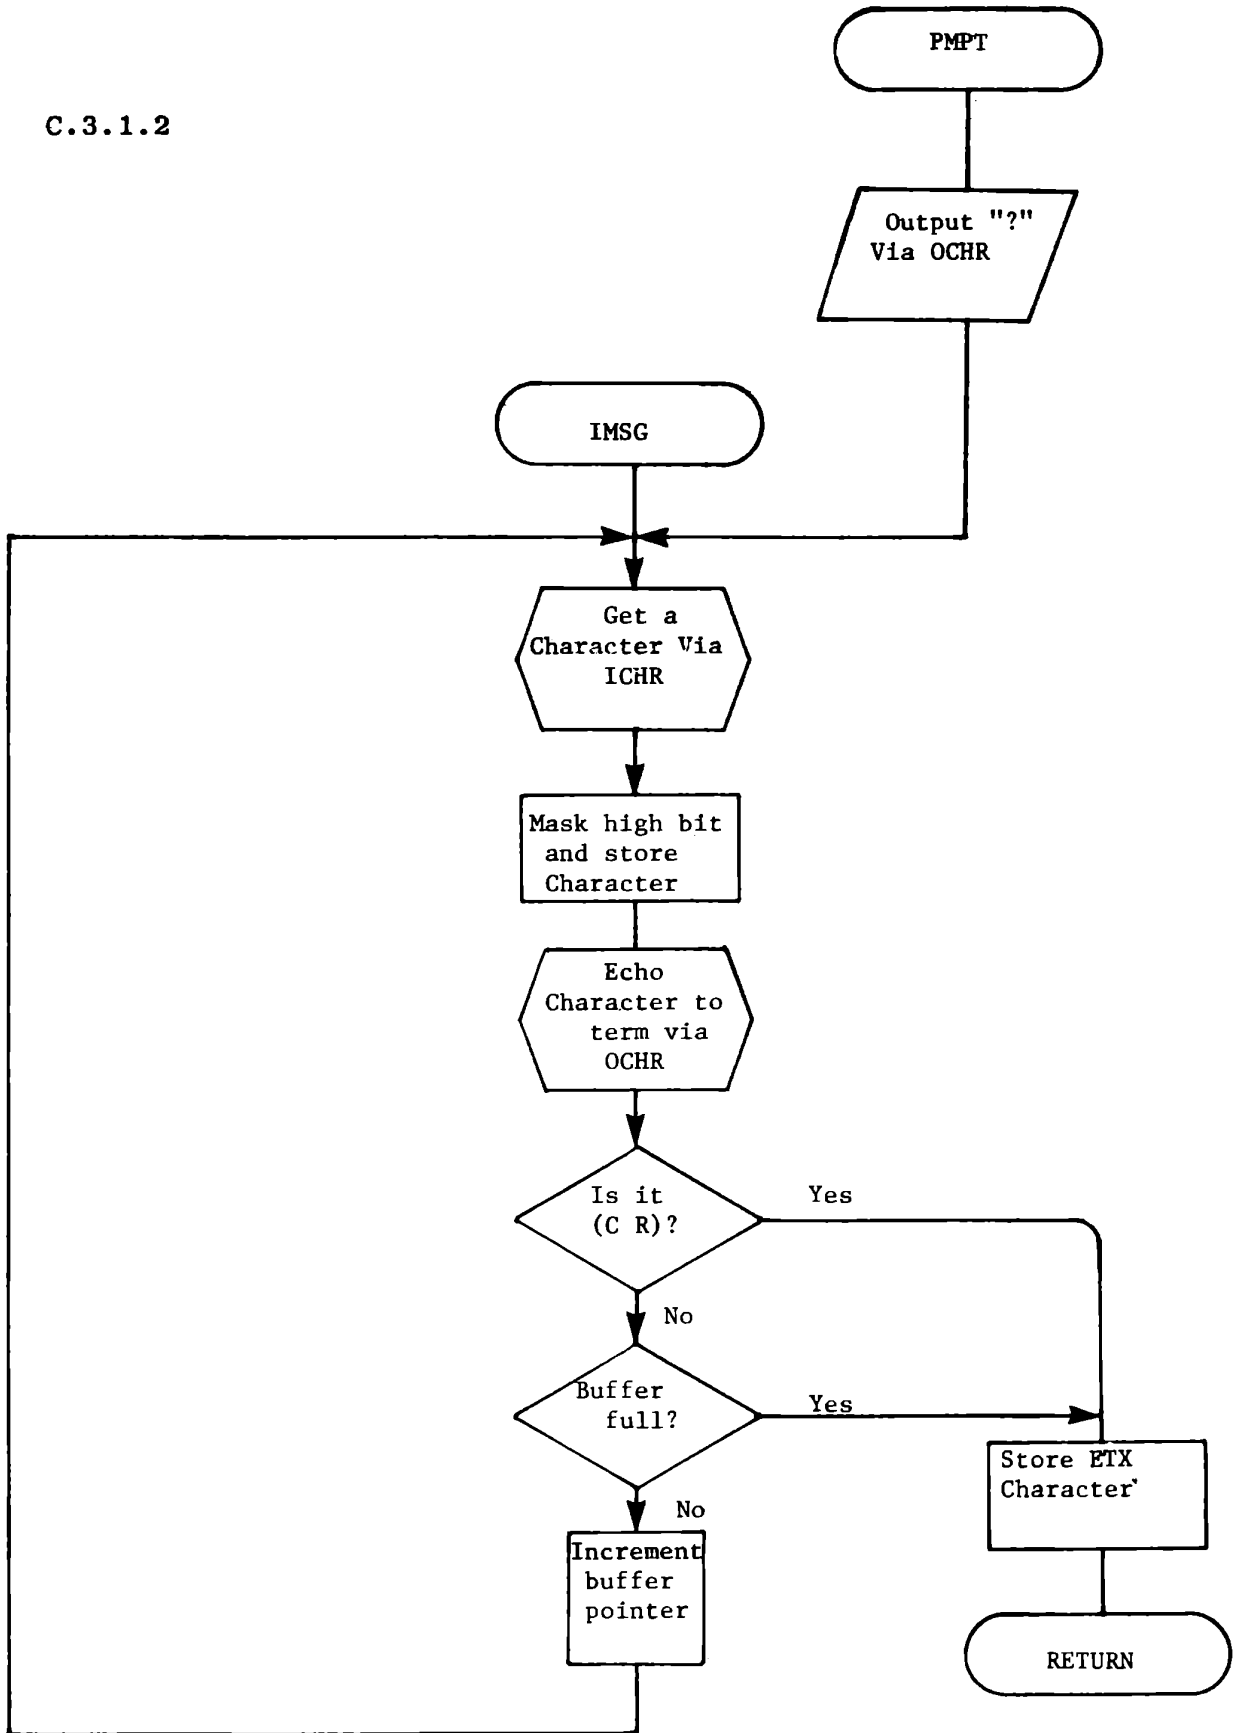 PMPT
C.3.1.2
Output "?"
Via OCHR
IMSG
Get a
Character Via
ICHR
Mask high bit
and store
Character
Echo
Character to
term via
OCHR
Is it
(C R)?
Yes
No
Buffer
full?
Yes
No
Store ETX
Character
Increment
buffer
pointer
RETURN